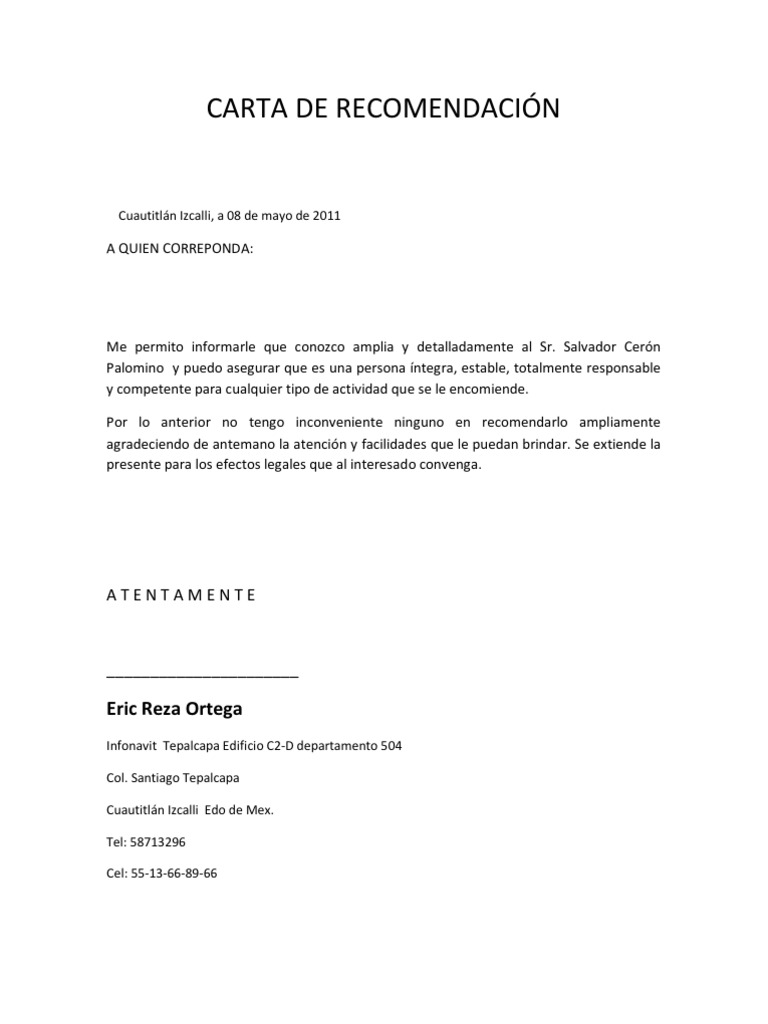 CARTA DE RECOMENDACIÓN
Cuautitlán Izcalli, a 08 de mayo de 2011
A QUIEN CORREPONDA:
Me permito informarle que conozco amplia y detalladamente al Sr. Salvador Cerón
Palomino y puedo asegurar que es una persona íntegra, estable, totalmente responsable
y competente para cualquier tipo de actividad que se le encomiende.
Por lo anterior no tengo inconveniente ninguno en recomendarlo ampliamente
agradeciendo de antemano la atención y facilidades que le puedan brindar. Se extiende la
presente para los efectos legales que al interesado convenga.
A T E N T A M E N T E
______________________
Eric Reza Ortega
Infonavit Tepalcapa Edificio C2-D departamento 504
Col. Santiago Tepalcapa
Cuautitlán Izcalli Edo de Mex.
Tel: 58713296
Cel: 55-13-66-89-66